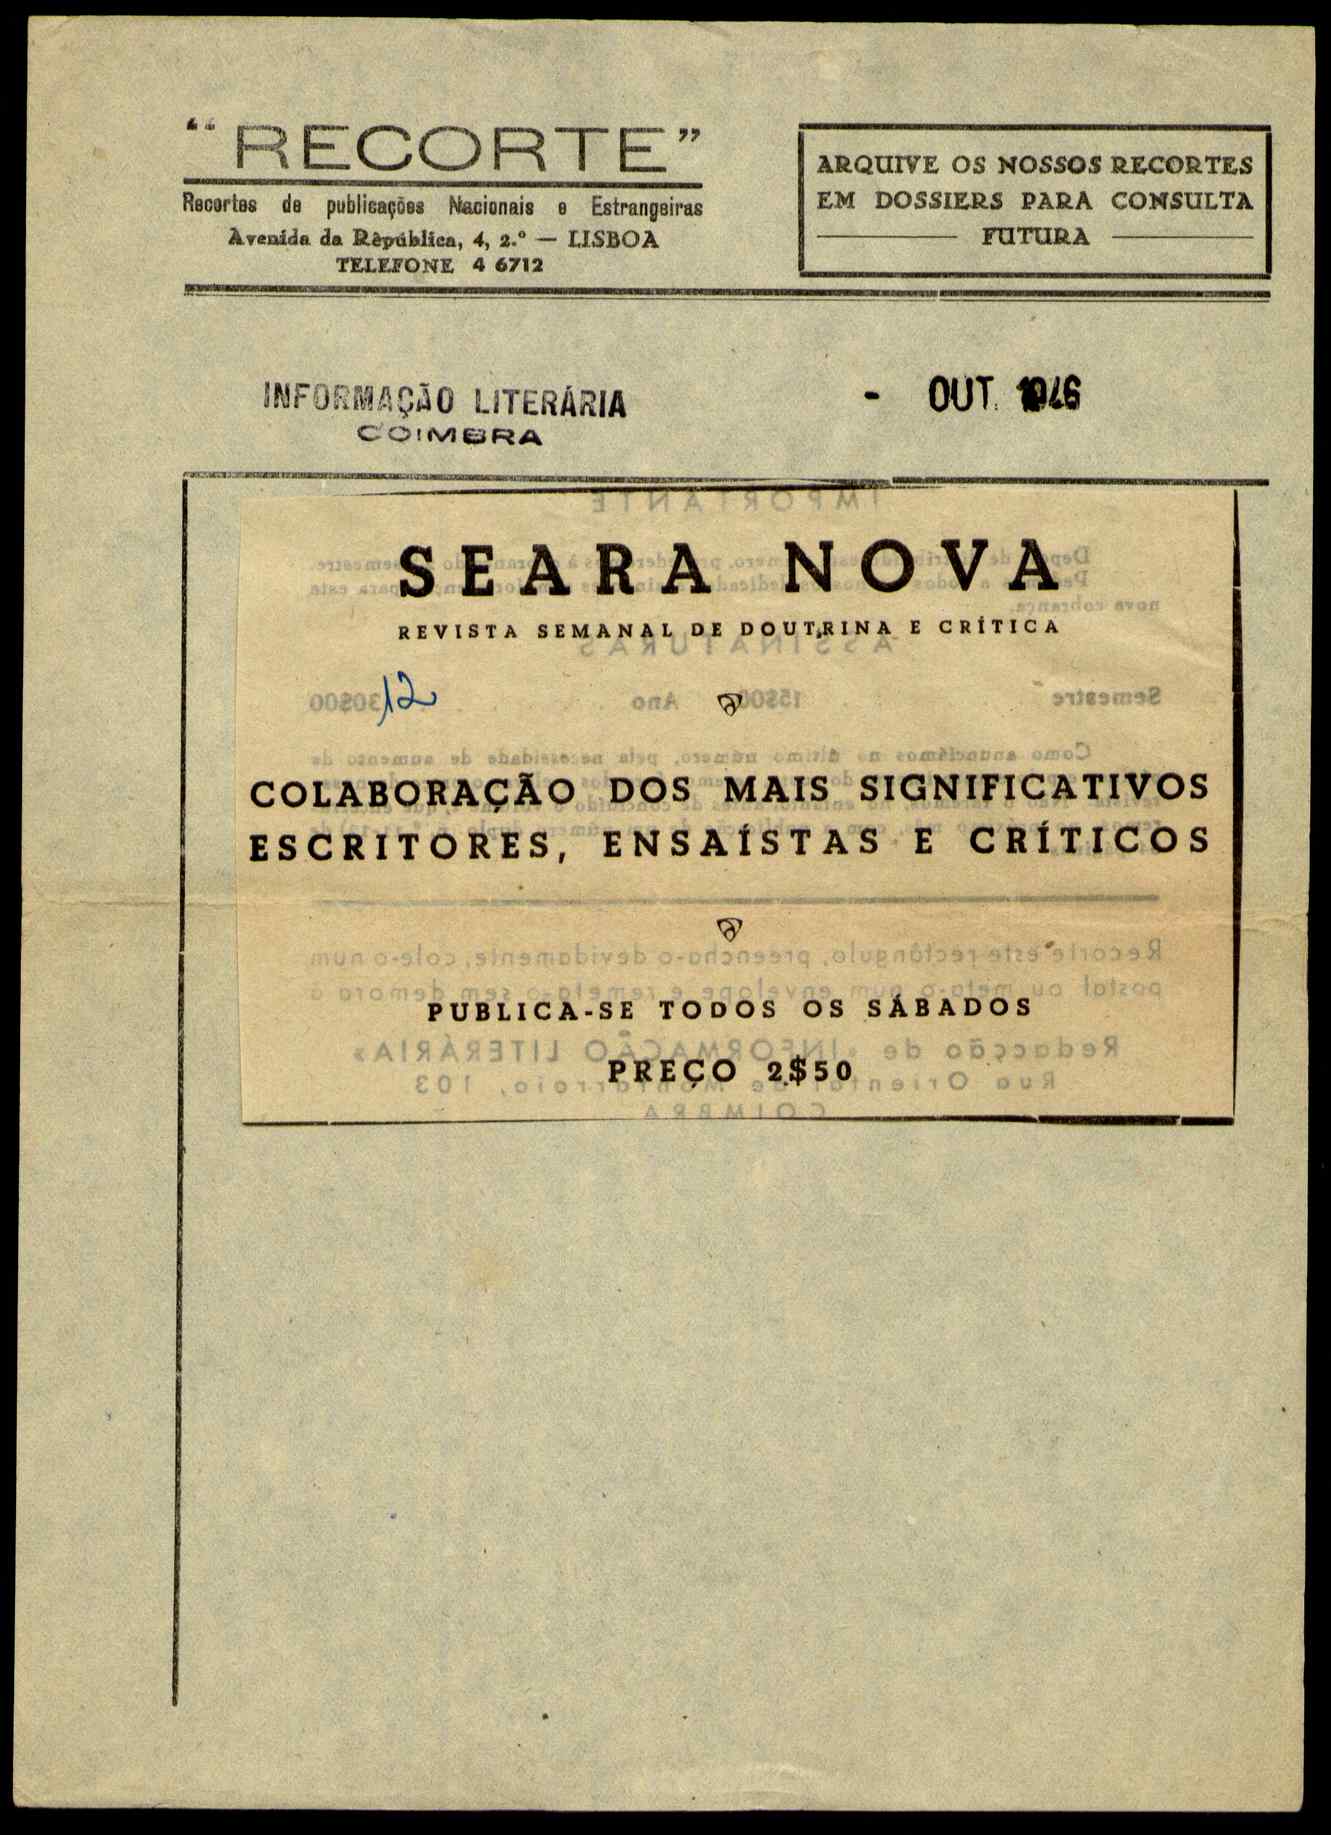 "RECORTE"
Recortes de publicações Nacionais e Estrangeiras
Avenida da Rêpública, 4, 2.º — LISBOA
TELEFONE 4 6712
ARQUIVE OS NOSSOS RECORTES
EM DOSSIERS PARA CONSULTA
FUTURA
INFORMAÇÃO LITERÁRIA
COIMBRA
- OUT. 1946
SEARA NOVA
REVISTA SEMANAL DE DOUTRINA E CRÍTICA
12
COLABORAÇÃO DOS MAIS SIGNIFICATIVOS
ESCRITORES, ENSAÍSTAS E CRÍTICOS
PUBLICA-SE TODOS OS SÁBADOS
PREÇO 2$50